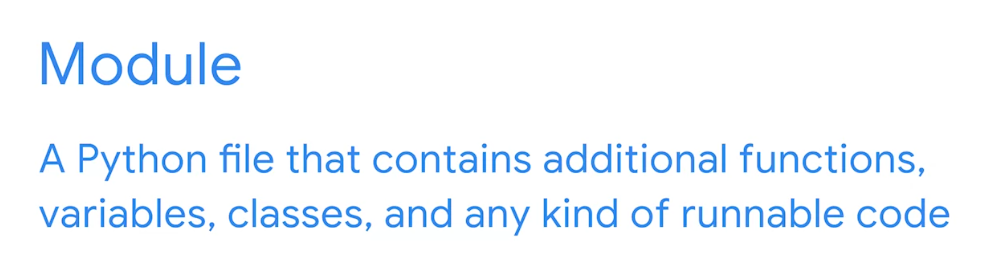 Module
A Python file that contains additional functions,
variables, classes, and any kind of runnable code